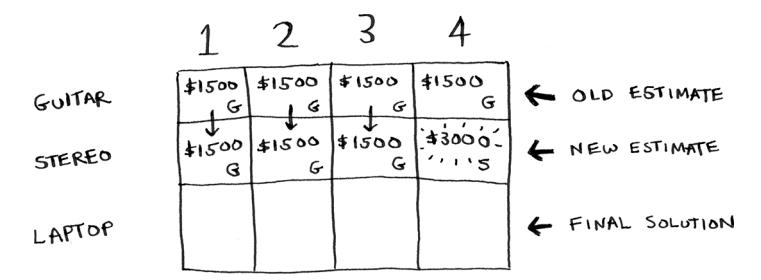 1 2 3 4
GUITAR $1500 G $1500 G $1500 G $1500 G ← OLD ESTIMATE
↓ ↓ ↓
STEREO $1500 G $1500 G $1500 G $3000 S ← NEW ESTIMATE
LAPTOP ← FINAL SOLUTION